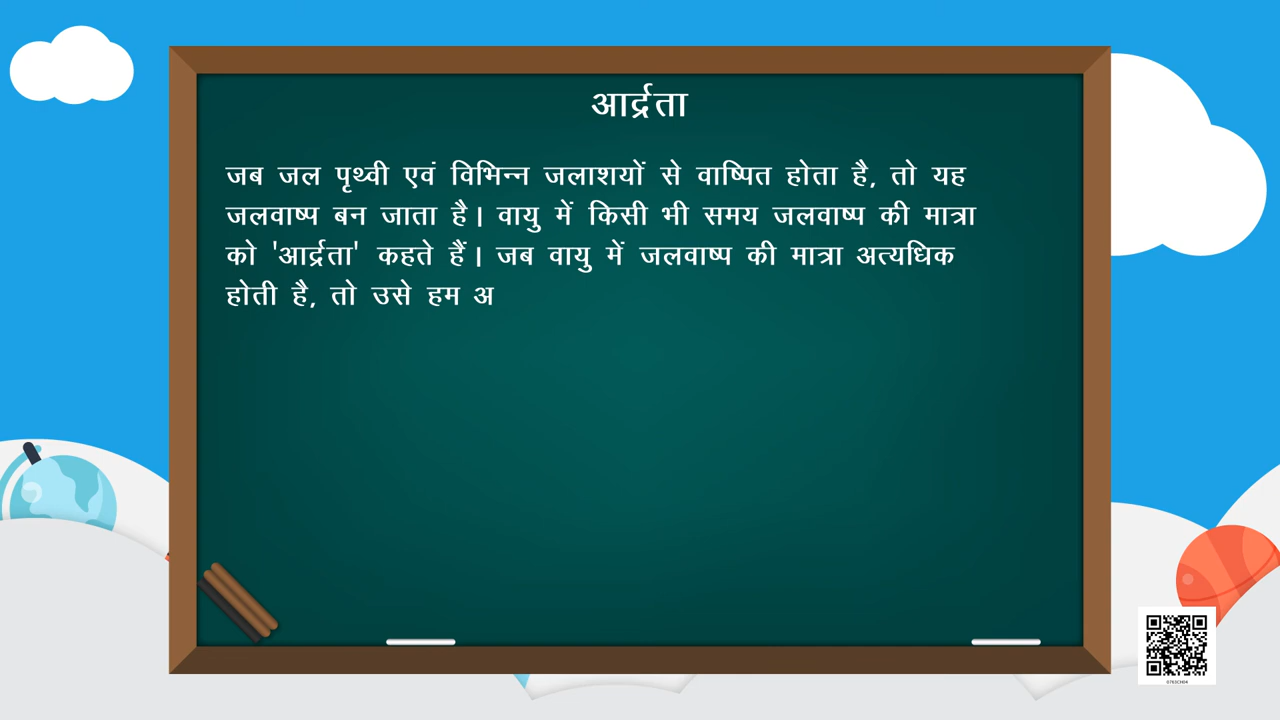 आर्द्रता
जब जल पृथ्वी एवं विभिन्न जलाशयों से वाष्पित होता है, तो यह
जलवाष्प बन जाता है। वायु में किसी भी समय जलवाष्प की मात्रा
को 'आर्द्रता' कहते हैं। जब वायु में जलवाष्प की मात्रा अत्यधिक
होती है, तो उसे हम अ
0763CH04